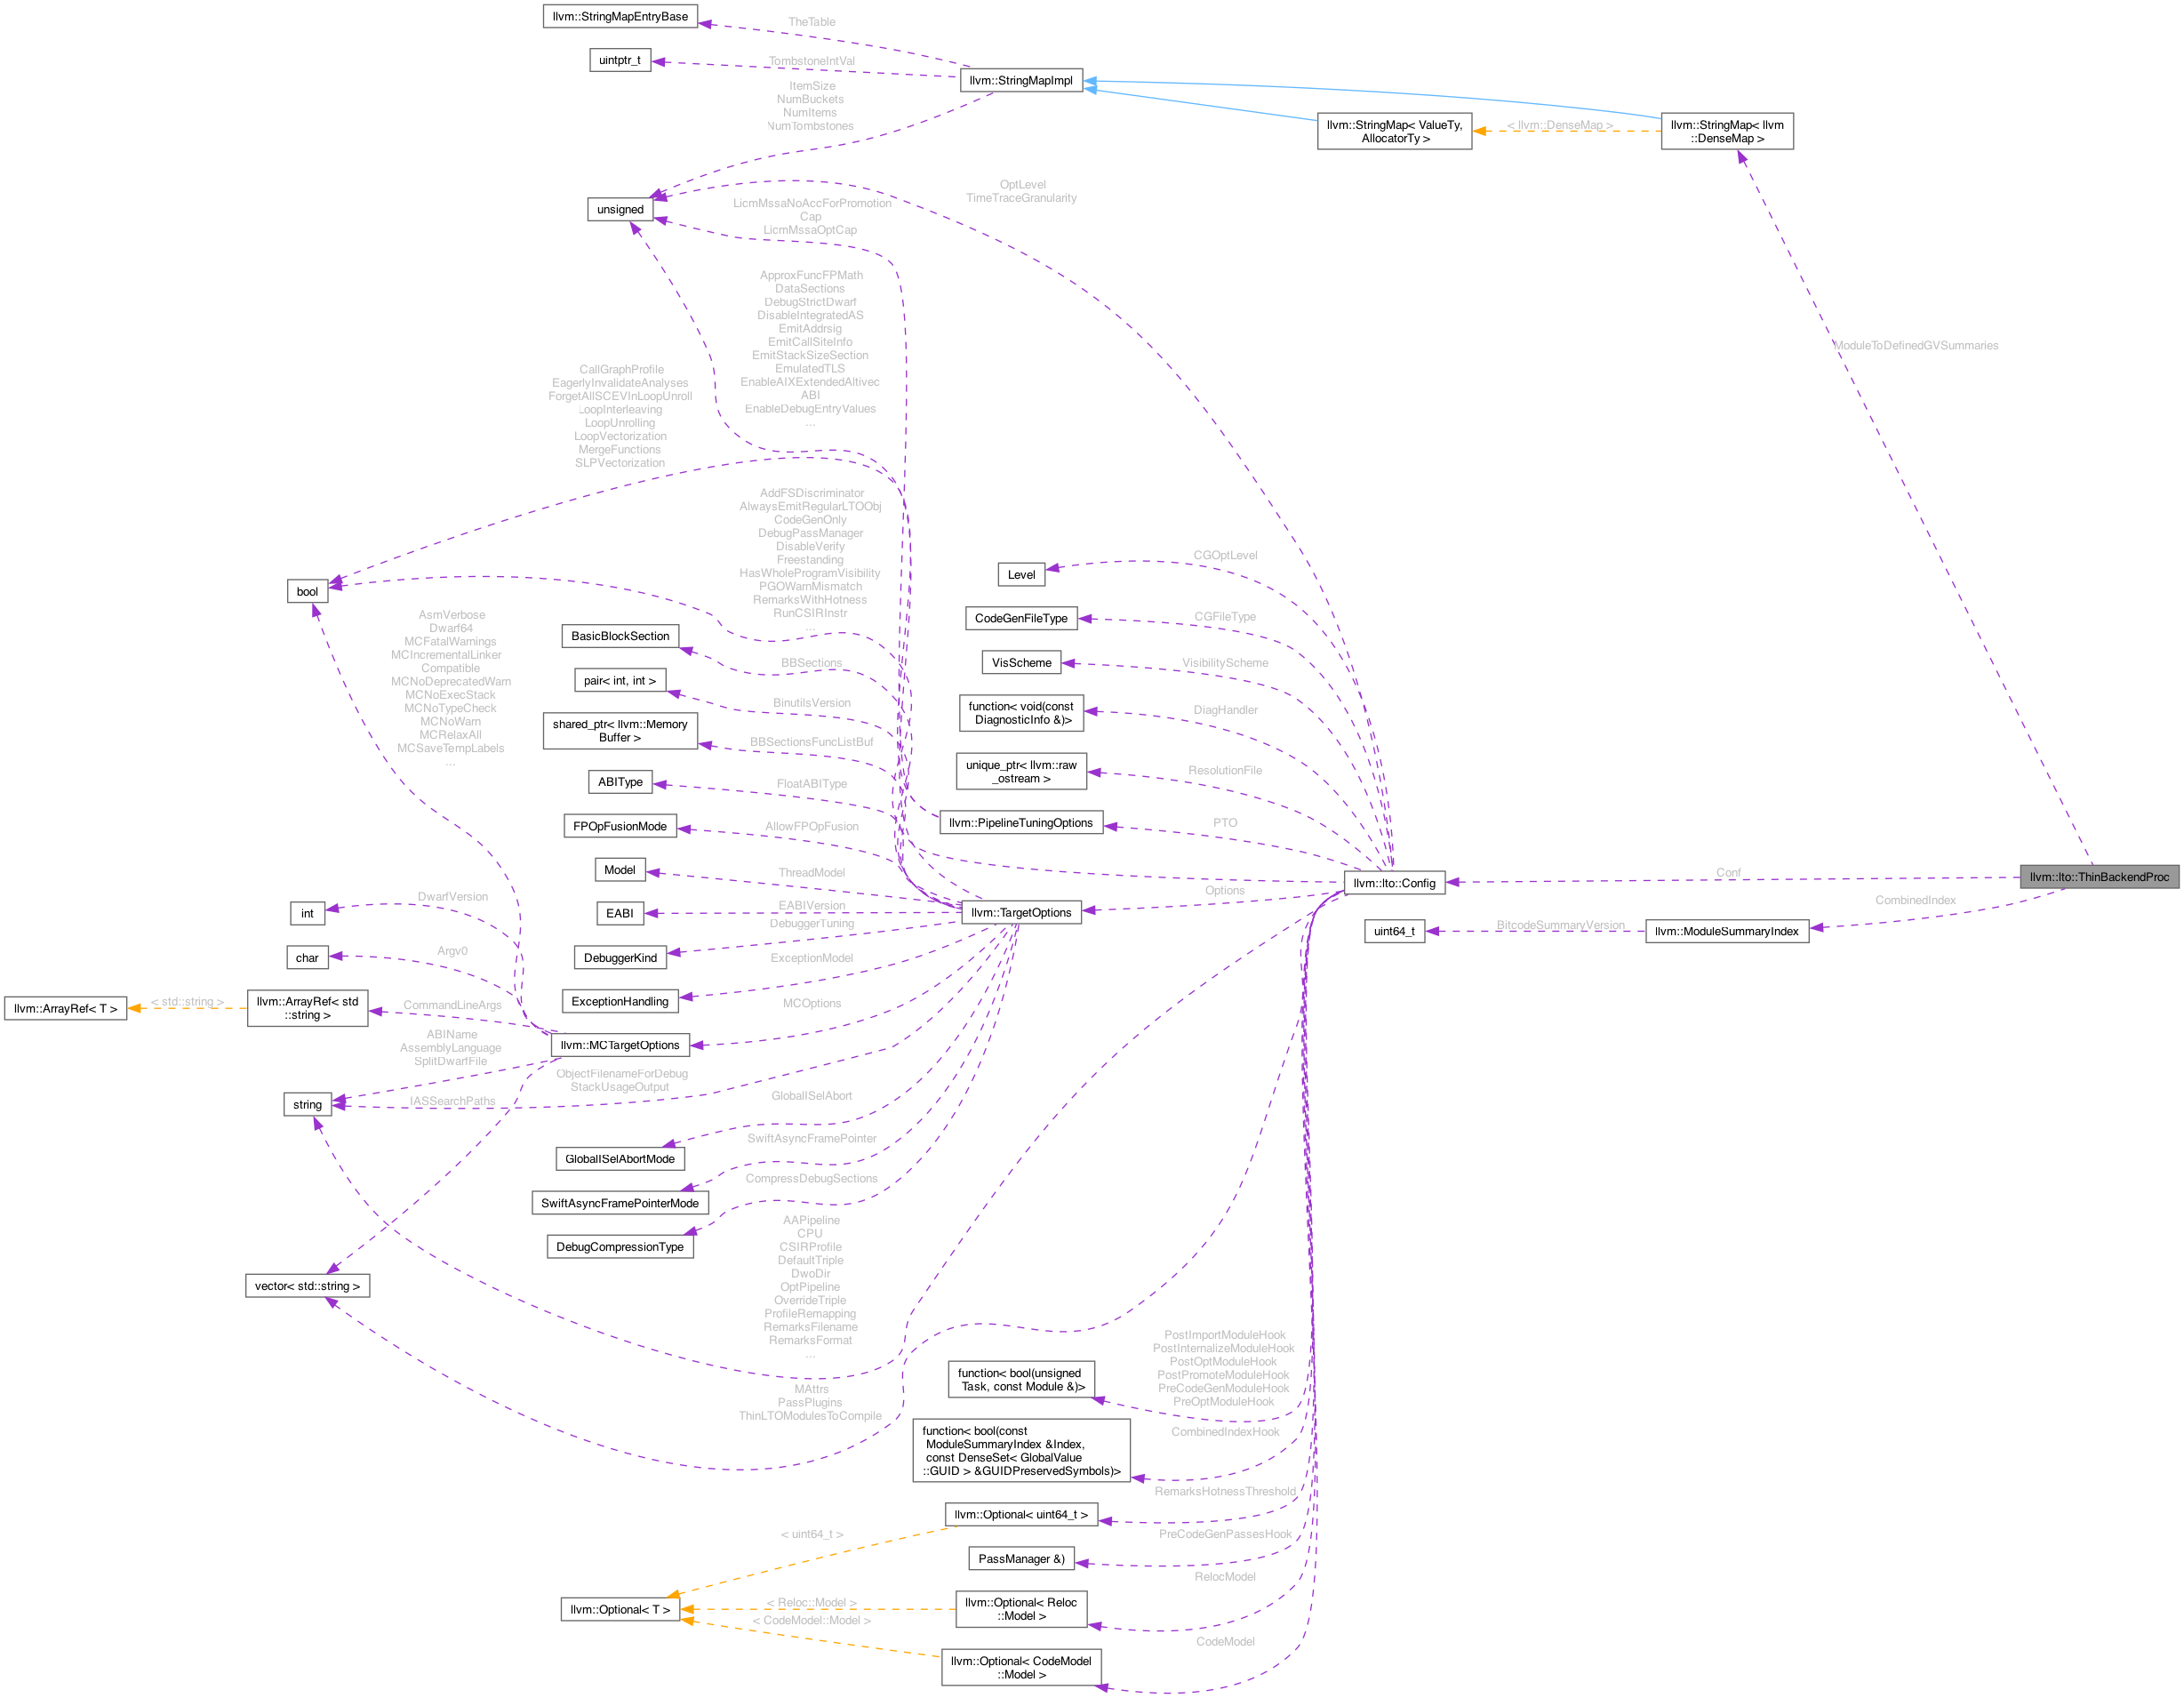 llvm::StringMapEntryBase
TheTable
uintptr_t
TombstoneIntVal
llvm::StringMapImpl
ItemSize
NumBuckets
NumItems
NumTombstones
llvm::StringMap< ValueTy,
AllocatorTy >
< llvm::DenseMap >
llvm::StringMap< llvm
::DenseMap >
unsigned
OptLevel
TimeTraceGranularity
LicmMssaNoAccForPromotion
Cap
LicmMssaOptCap
ApproxFuncFPMath
DataSections
DebugStrictDwarf
DisableIntegratedAS
EmitAddrsig
EmitCallSiteInfo
EmitStackSizeSection
EmulatedTLS
EnableAIXExtendedAltivec
ABI
EnableDebugEntryValues
...
ModuleToDefinedGVSummaries
CallGraphProfile
EagerlyInvalidateAnalyses
ForgetAllSCEVInLoopUnroll
LoopInterleaving
LoopUnrolling
LoopVectorization
MergeFunctions
SLPVectorization
AddFSDiscriminator
AlwaysEmitRegularLTOObj
CodeGenOnly
DebugPassManager
DisableVerify
Freestanding
HasWholeProgramVisibility
PGOWarnMismatch
RemarksWithHotness
RunCSIRInstr
...
bool
AsmVerbose
Dwarf64
MCFatalWarnings
MCIncrementalLinker
Compatible
MCNoDeprecatedWarn
MCNoExecStack
MCNoTypeCheck
MCNoWarn
MCRelaxAll
MCSaveTempLabels
...
BasicBlockSection
BBSections
pair< int, int >
BinutilsVersion
shared_ptr< llvm::Memory
Buffer >
BBSectionsFuncListBuf
ABIType
FloatABIType
FPOpFusionMode
AllowFPOpFusion
Model
ThreadModel
EABI
EABIVersion
DebuggerKind
DebuggerTuning
ExceptionHandling
ExceptionModel
Level
CGOptLevel
CodeGenFileType
CGFileType
VisScheme
VisibilityScheme
function< void(const
DiagnosticInfo &)>
DiagHandler
unique_ptr< llvm::raw
_ostream >
ResolutionFile
llvm::PipelineTuningOptions
PTO
llvm::TargetOptions
Options
llvm::lto::Config
Conf
llvm::lto::ThinBackendProc
uint64_t
BitcodeSummaryVersion
llvm::ModuleSummaryIndex
CombinedIndex
int
DwarfVersion
char
Argv0
llvm::ArrayRef< T >
< std::string >
llvm::ArrayRef< std
::string >
CommandLineArgs
llvm::MCTargetOptions
MCOptions
ABIName
AssemblyLanguage
SplitDwarfFile
ObjectFilenameForDebug
StackUsageOutput
string
IASSearchPaths
GlobalISelAbort
GlobalISelAbortMode
SwiftAsyncFramePointer
SwiftAsyncFramePointerMode
CompressDebugSections
DebugCompressionType
AAPipeline
CPU
CSIRProfile
DefaultTriple
DwoDir
OptPipeline
OverrideTriple
ProfileRemapping
RemarksFilename
RemarksFormat
...
vector< std::string >
MAttrs
PassPlugins
ThinLTOModulesToCompile
function< bool(unsigned
Task, const Module &)>
PostImportModuleHook
PostInternalizeModuleHook
PostOptModuleHook
PostPromoteModuleHook
PreCodeGenModuleHook
PreOptModuleHook
function< bool(const
ModuleSummaryIndex &Index,
const DenseSet< GlobalValue
::GUID > &GUIDPreservedSymbols)>
CombinedIndexHook
llvm::Optional< uint64_t >
RemarksHotnessThreshold
< uint64_t >
PassManager &)
PreCodeGenPassesHook
llvm::Optional< T >
< Reloc::Model >
llvm::Optional< Reloc
::Model >
RelocModel
< CodeModel::Model >
llvm::Optional< CodeModel
::Model >
CodeModel